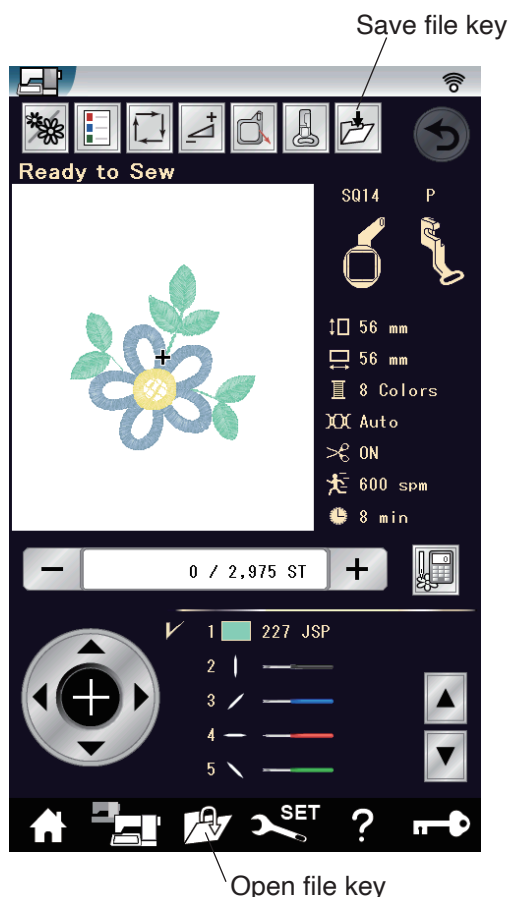 Save file key
Ready to Sew
SQ14 P
56 mm
56 mm
8 Colors
Auto
ON
600 spm
8 min
− 0 / 2,975 ST +
1 227 JSP
2
3
4
5
SET ?
Open file key